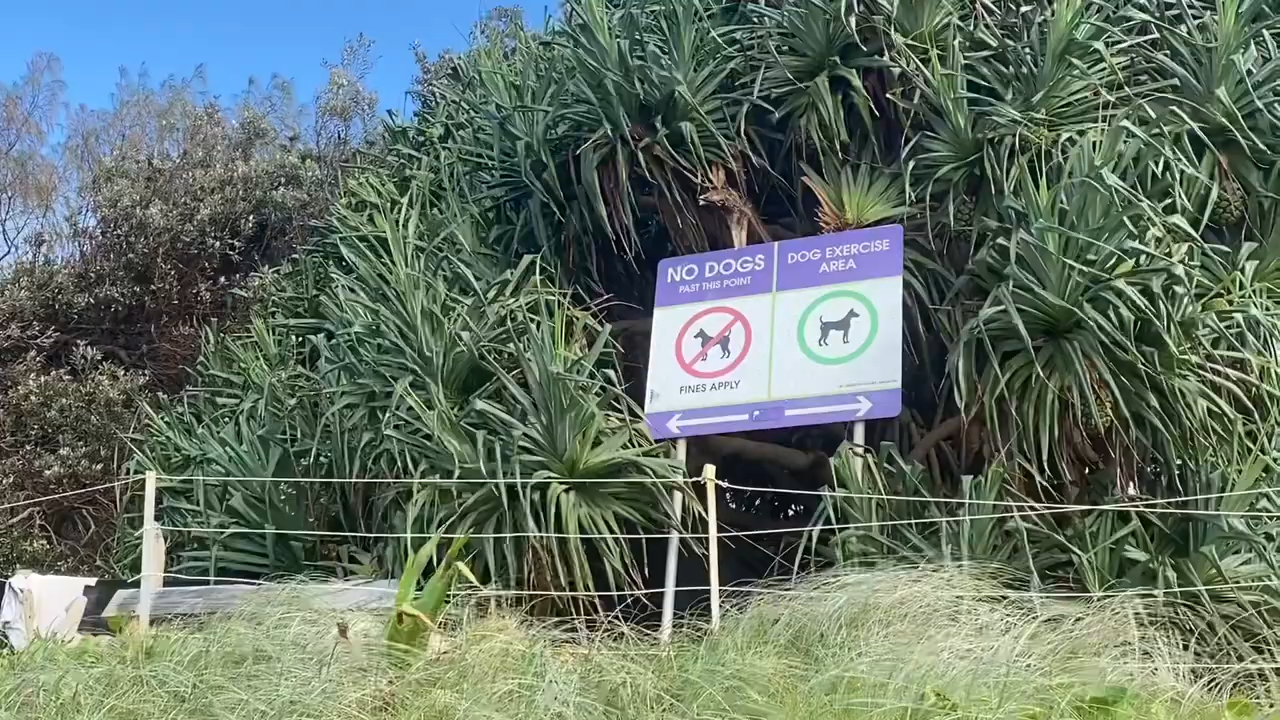 NO DOGS
PAST THIS POINT
FINES APPLY
DOG EXERCISE
AREA